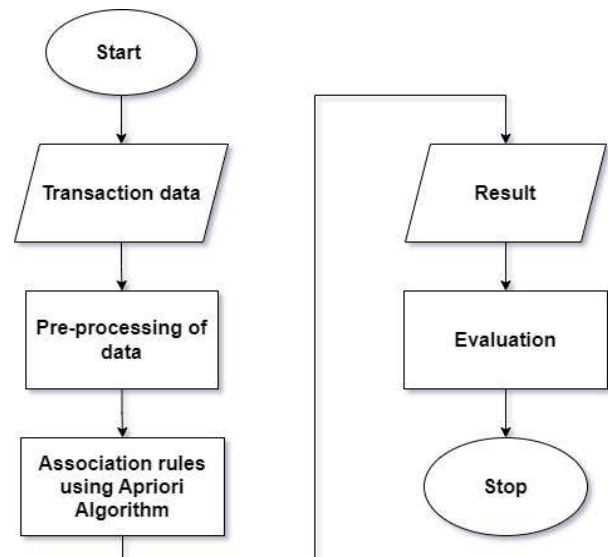 Start
Transaction data
Pre-processing of
data
Association rules
using Apriori
Algorithm
Result
Evaluation
Stop